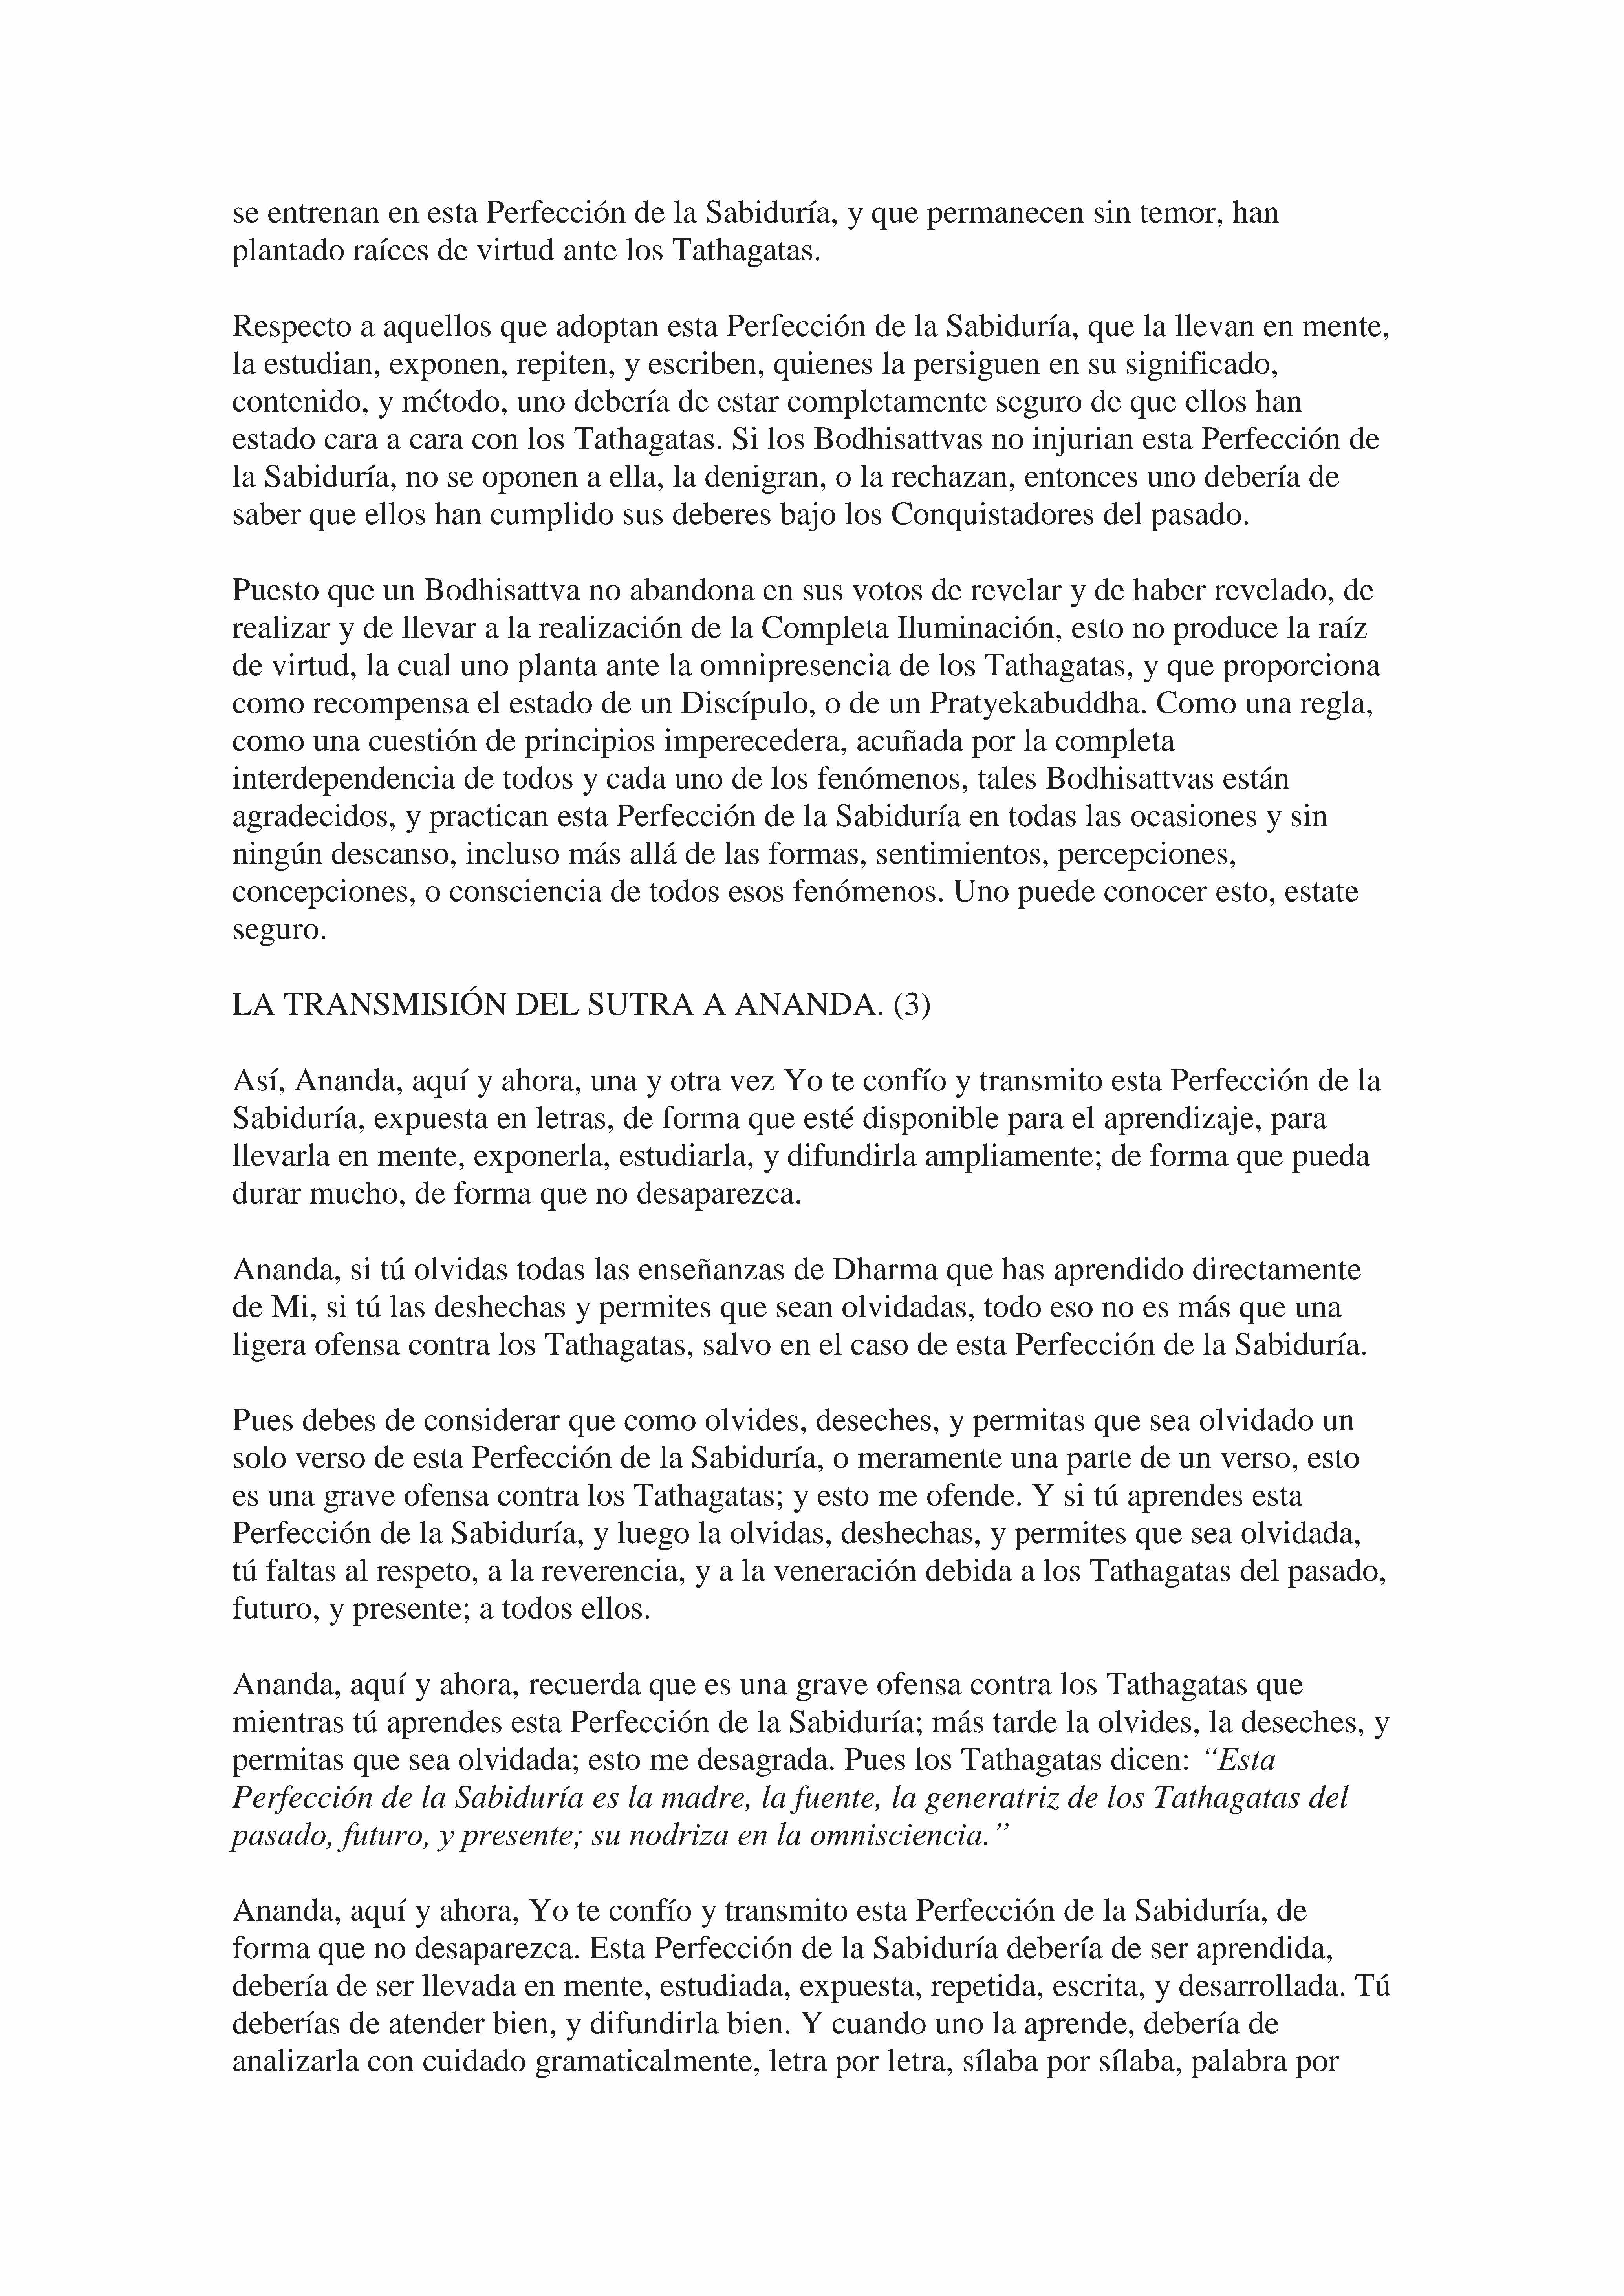 se entrenan en esta Perfección de la Sabiduría, y que permanecen sin temor, han
plantado raíces de virtud ante los Tathagatas.
Respecto a aquellos que adoptan esta Perfección de la Sabiduría, que la llevan en mente,
la estudian, exponen, repiten, y escriben, quienes la persiguen en su significado,
contenido, y método, uno debería de estar completamente seguro de que ellos han
estado cara a cara con los Tathagatas. Si los Bodhisattvas no injurian esta Perfección de
la Sabiduría, no se oponen a ella, la denigran, o la rechazan, entonces uno debería de
saber que ellos han cumplido sus deberes bajo los Conquistadores del pasado.
Puesto que un Bodhisattva no abandona en sus votos de revelar y de haber revelado, de
realizar y de llevar a la realización de la Completa Iluminación, esto no produce la raíz
de virtud, la cual uno planta ante la omnipresencia de los Tathagatas, y que proporciona
como recompensa el estado de un Discípulo, o de un Pratyekabuddha. Como una regla,
como una cuestión de principios imperecedera, acuñada por la completa
interdependencia de todos y cada uno de los fenómenos, tales Bodhisattvas están
agradecidos, y practican esta Perfección de la Sabiduría en todas las ocasiones y sin
ningún descanso, incluso más allá de las formas, sentimientos, percepciones,
concepciones, o consciencia de todos esos fenómenos. Uno puede conocer esto, estate
seguro.
LA TRANSMISIÓN DEL SUTRA A ANANDA. (3)
Así, Ananda, aquí y ahora, una y otra vez Yo te confío y transmito esta Perfección de la
Sabiduría, expuesta en letras, de forma que esté disponible para el aprendizaje, para
llevarla en mente, exponerla, estudiarla, y difundirla ampliamente; de forma que pueda
durar mucho, de forma que no desaparezca.
Ananda, si tú olvidas todas las enseñanzas de Dharma que has aprendido directamente
de Mi, si tú las deshechas y permites que sean olvidadas, todo eso no es más que una
ligera ofensa contra los Tathagatas, salvo en el caso de esta Perfección de la Sabiduría.
Pues debes de considerar que como olvides, deseches, y permitas que sea olvidado un
solo verso de esta Perfección de la Sabiduría, o meramente una parte de un verso, esto
es una grave ofensa contra los Tathagatas; y esto me ofende. Y si tú aprendes esta
Perfección de la Sabiduría, y luego la olvidas, deshechas, y permites que sea olvidada,
tú faltas al respeto, a la reverencia, y a la veneración debida a los Tathagatas del pasado,
futuro, y presente; a todos ellos.
Ananda, aquí y ahora, recuerda que es una grave ofensa contra los Tathagatas que
mientras tú aprendes esta Perfección de la Sabiduría; más tarde la olvides, la deseches, y
permitas que sea olvidada; esto me desagrada. Pues los Tathagatas dicen: “Esta
Perfección de la Sabiduría es la madre, la fuente, la generatriz de los Tathagatas del
pasado, futuro, y presente; su nodriza en la omnisciencia.”
Ananda, aquí y ahora, Yo te confío y transmito esta Perfección de la Sabiduría, de
forma que no desaparezca. Esta Perfección de la Sabiduría debería de ser aprendida,
debería de ser llevada en mente, estudiada, expuesta, repetida, escrita, y desarrollada. Tú
deberías de atender bien, y difundirla bien. Y cuando uno la aprende, debería de
analizarla con cuidado gramaticalmente, letra por letra, sílaba por sílaba, palabra por